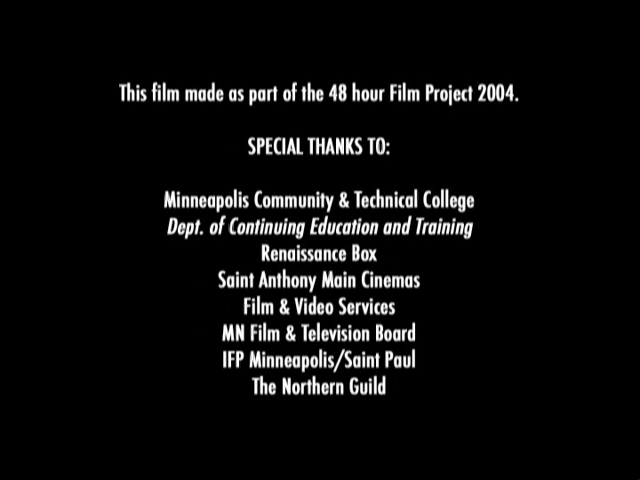 This film made as part of the 48 hour Film Project 2004.
SPECIAL THANKS TO:
Minneapolis Community & Technical College
Dept. of Continuing Education and Training
Renaissance Box
Saint Anthony Main Cinemas
Film & Video Services
MN Film & Television Board
IFP Minneapolis/Saint Paul
The Northern Guild